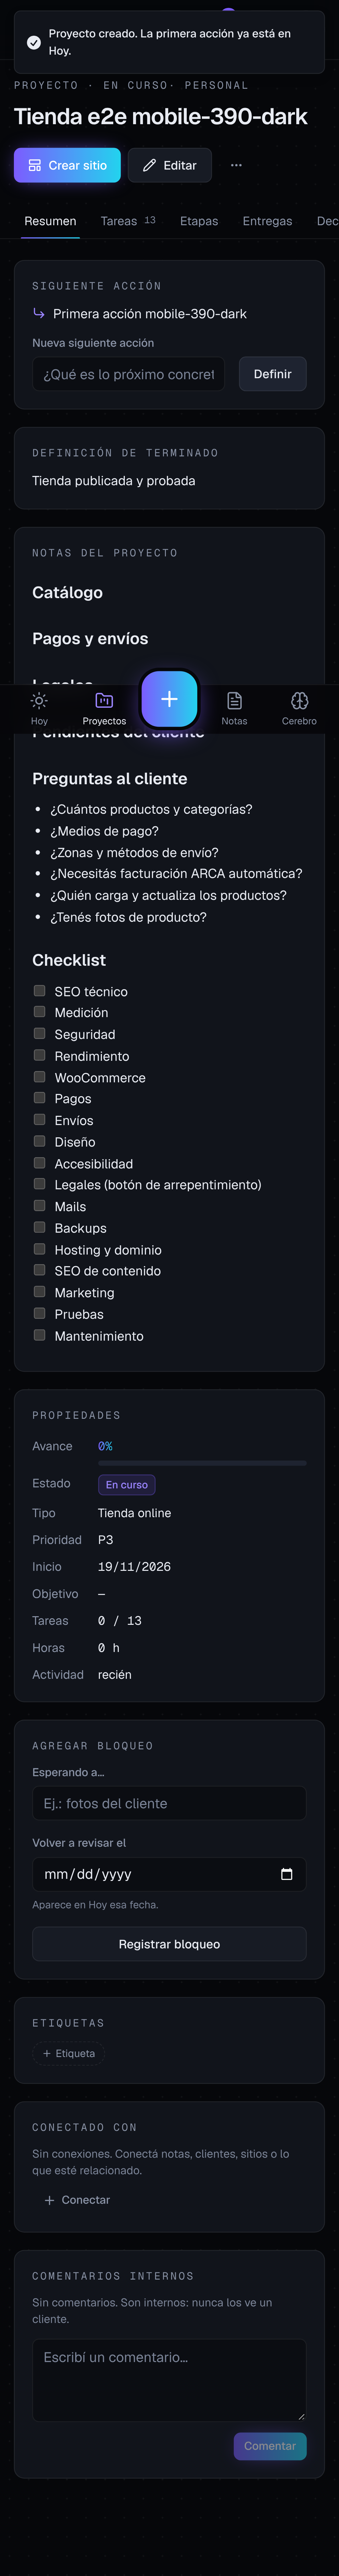 Proyecto creado. La primera acción ya está en
Hoy.
PROYECTO · EN CURSO· PERSONAL
Tienda e2e mobile-390-dark
Crear sitio
Editar
Resumen
Tareas 13
Etapas
Entregas
Dec
SIGUIENTE ACCIÓN
Primera acción mobile-390-dark
Nueva siguiente acción
¿Qué es lo próximo concret
Definir
DEFINICIÓN DE TERMINADO
Tienda publicada y probada
NOTAS DEL PROYECTO
Catálogo
Pagos y envíos
Legales
Hoy
Proyectos
Notas
Cerebro
Pendientes del cliente
Preguntas al cliente
• ¿Cuántos productos y categorías?
• ¿Medios de pago?
• ¿Zonas y métodos de envío?
• ¿Necesitás facturación ARCA automática?
• ¿Quién carga y actualiza los productos?
• ¿Tenés fotos de producto?
Checklist
SEO técnico
Medición
Seguridad
Rendimiento
WooCommerce
Pagos
Envíos
Diseño
Accesibilidad
Legales (botón de arrepentimiento)
Mails
Backups
Hosting y dominio
SEO de contenido
Marketing
Pruebas
Mantenimiento
PROPIEDADES
Avance 0%
Estado En curso
Tipo Tienda online
Prioridad P3
Inicio 19/11/2026
Objetivo —
Tareas 0 / 13
Horas 0 h
Actividad recién
AGREGAR BLOQUEO
Esperando a…
Ej.: fotos del cliente
Volver a revisar el
mm/dd/yyyy
Aparece en Hoy esa fecha.
Registrar bloqueo
ETIQUETAS
+ Etiqueta
CONECTADO CON
Sin conexiones. Conectá notas, clientes, sitios o lo
que esté relacionado.
+ Conectar
COMENTARIOS INTERNOS
Sin comentarios. Son internos: nunca los ve un
cliente.
Escribí un comentario…
Comentar